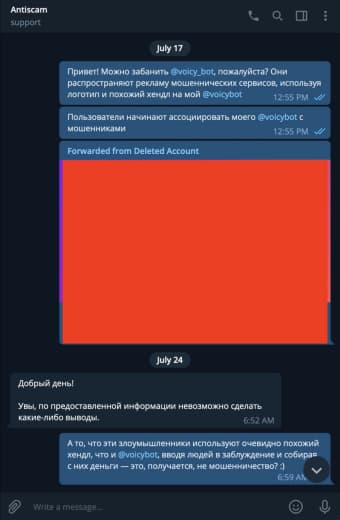 Antiscam
support
July 17
Привет! Можно забанить @voicy_bot, пожалуйста? Они
распространяют рекламу мошеннических сервисов, используя
логотип и похожий хендл на мой @voicybot
12:55 PM
Пользователи начинают ассоциировать моего @voicybot с
мошенниками
12:55 PM
Forwarded from Deleted Account
July 24
Добрый день!
Увы, по предоставленной информации невозможно сделать
какие-либо выводы.
6:52 AM
А то, что эти злоумышленники используют очевидно похожий
хендл, что и @voicybot, вводя людей в заблуждение и собирая
с них деньги — это, получается, не мошенничество? ;)
6:59 AM
Write a message...